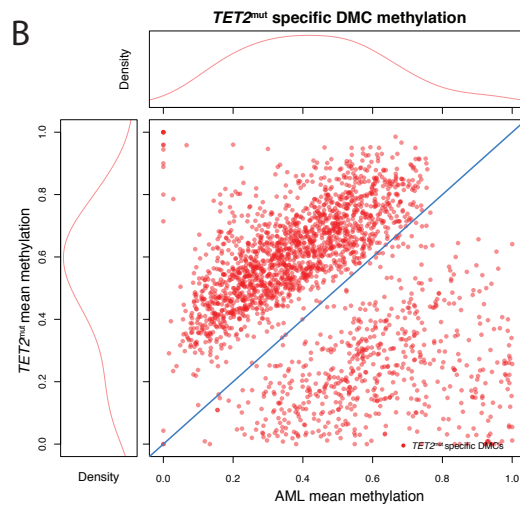 B
TET2mut specific DMC methylation
Density
TET2mut mean methylation
1.0
0.8
0.6
0.4
0.2
0.0
TET2mut specific DMCs
0.0 0.2 0.4 0.6 0.8 1.0
Density
AML mean methylation